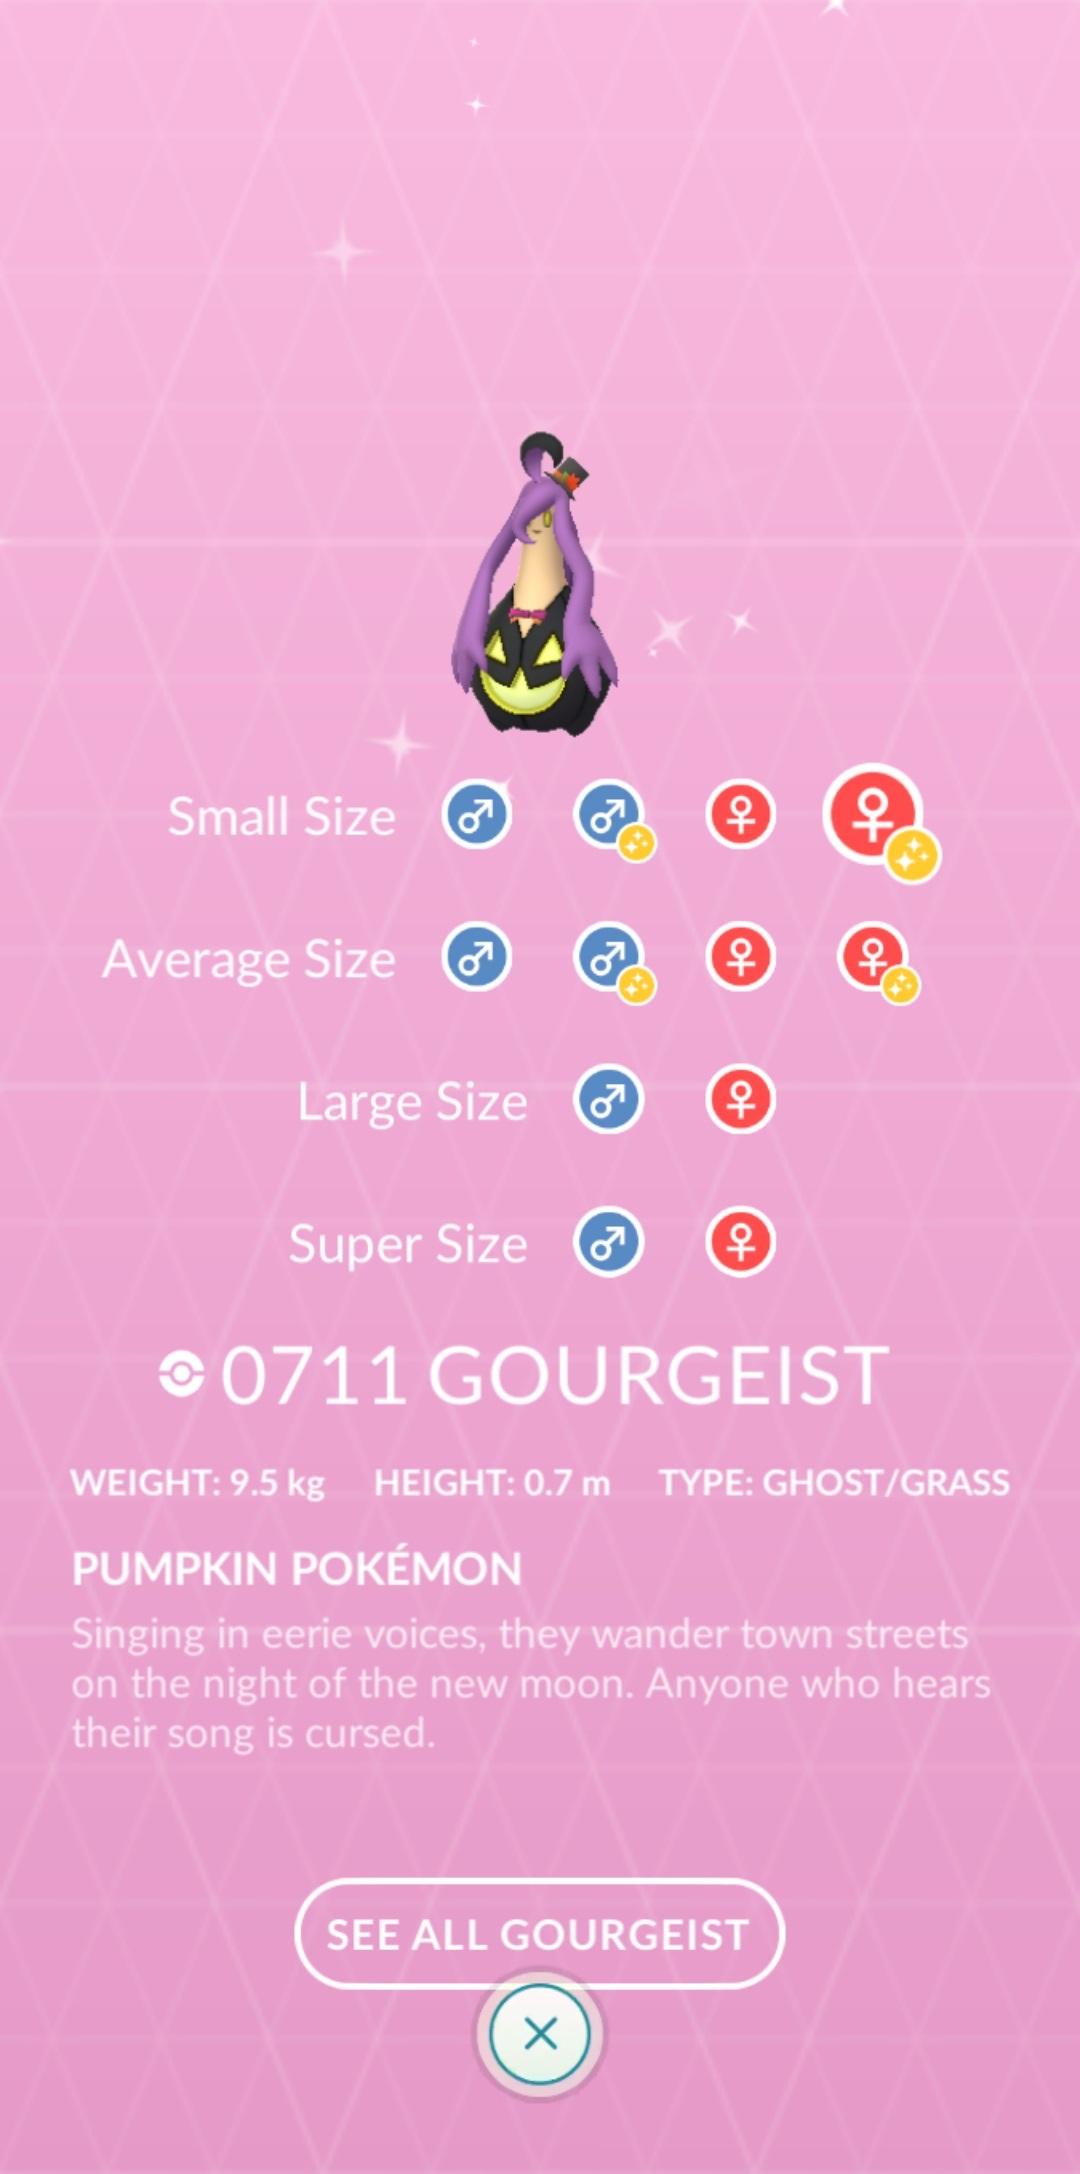 Small Size
Average Size
Large Size
Super Size
0711 GOURGEIST
WEIGHT: 9.5 kg HEIGHT: 0.7 m TYPE: GHOST/GRASS
PUMPKIN POKÉMON
Singing in eerie voices, they wander town streets
on the night of the new moon. Anyone who hears
their song is cursed.
SEE ALL GOURGEIST